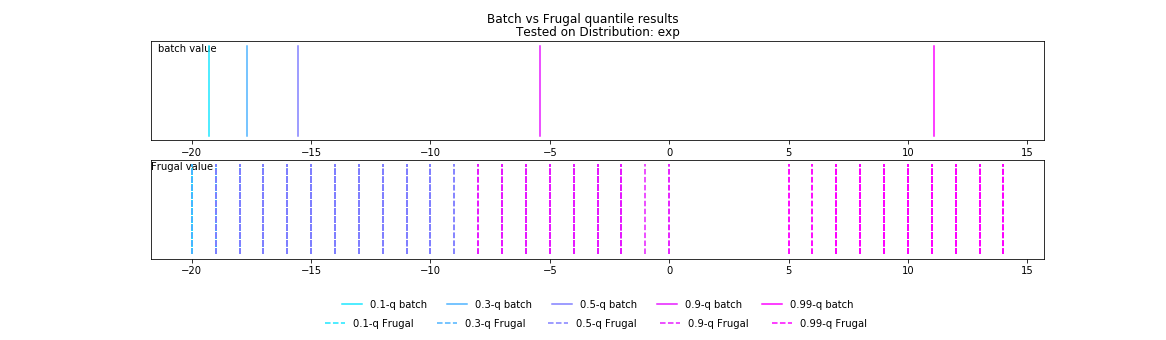 Batch vs Frugal quantile results
Tested on Distribution: exp
batch value
−20 −15 −10 −5 0 5 10 15
Frugal value
−20 −15 −10 −5 0 5 10 15
0.1-q batch 0.3-q batch 0.5-q batch 0.9-q batch 0.99-q batch
0.1-q Frugal 0.3-q Frugal 0.5-q Frugal 0.9-q Frugal 0.99-q Frugal